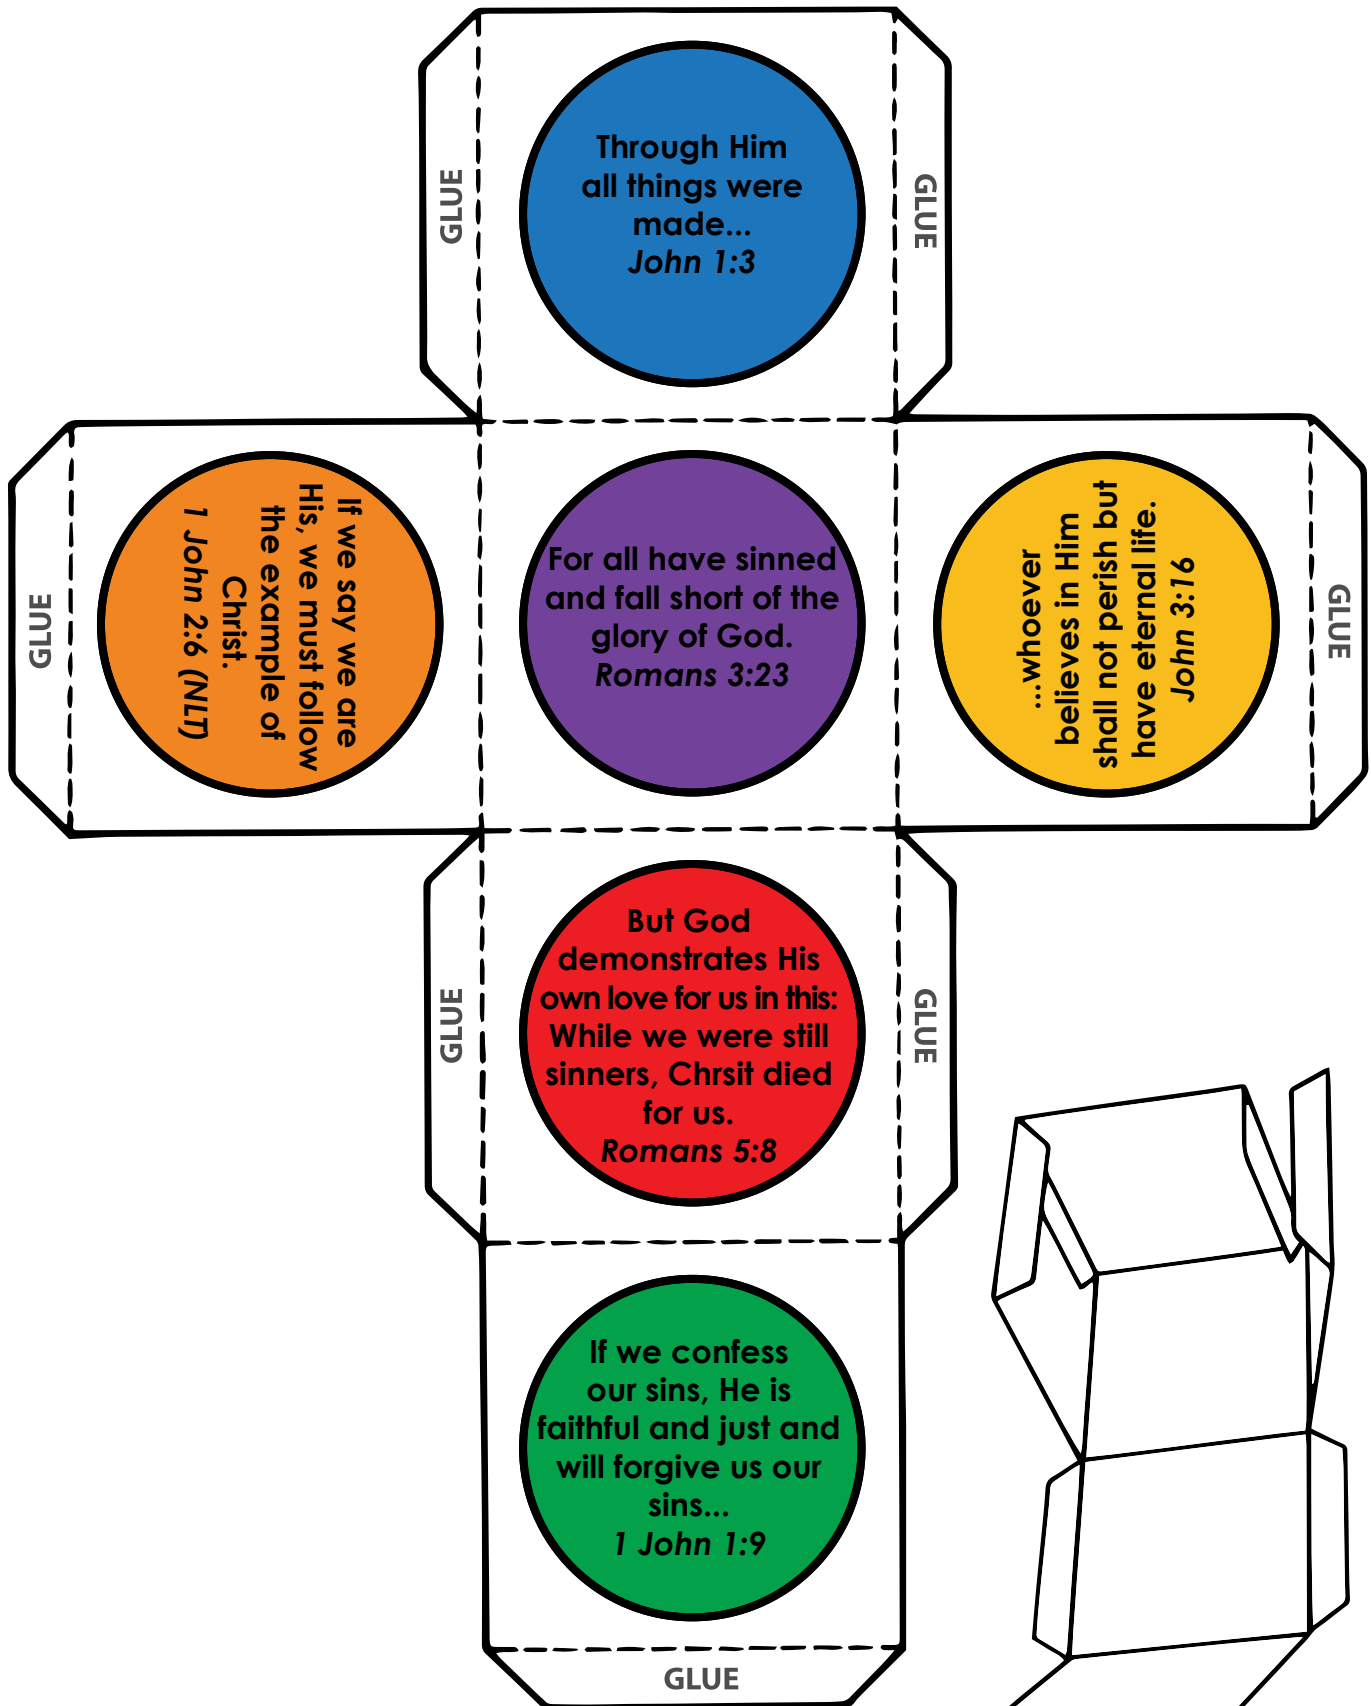 Through Him
all things were
made...
John 1:3
GLUE
GLUE
If we say we are
His, we must follow
the example of
Christ.
1 John 2:6 (NLT)
GLUE
For all have sinned
and fall short of the
glory of God.
Romans 3:23
...whoever
believes in Him
shall not perish but
have eternal life.
John 3:16
GLUE
But God
demonstrates His
own love for us in this:
While we were still
sinners, Chrsit died
for us.
Romans 5:8
GLUE
GLUE
If we confess
our sins, He is
faithful and just and
will forgive us our
sins...
1 John 1:9
GLUE